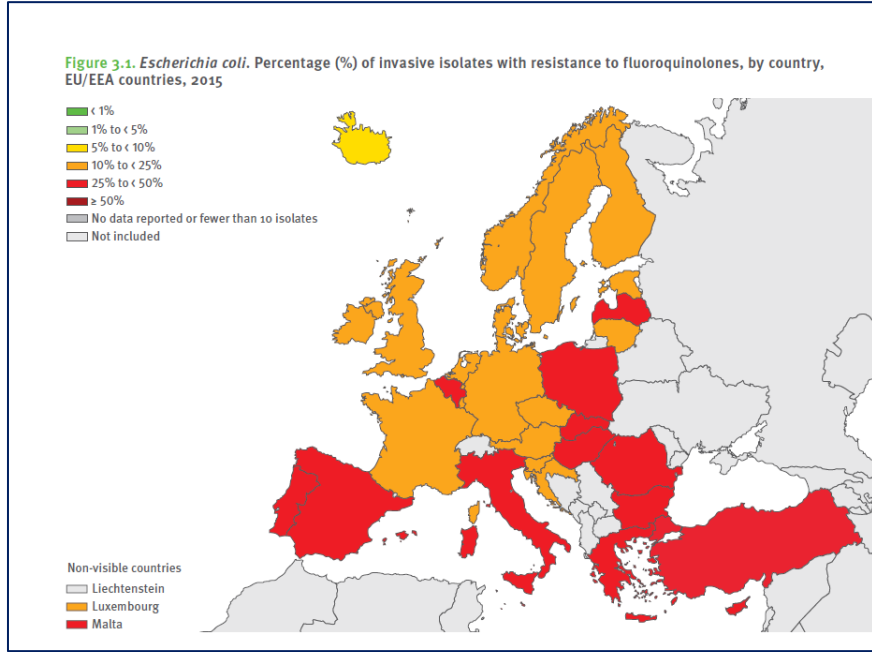 Figure 3.1. Escherichia coli. Percentage (%) of invasive isolates with resistance to fluoroquinolones, by country,
EU/EEA countries, 2015
< 1%
1% to < 5%
5% to < 10%
10% to < 25%
25% to < 50%
≥ 50%
No data reported or fewer than 10 isolates
Not included
Non-visible countries
Liechtenstein
Luxembourg
Malta